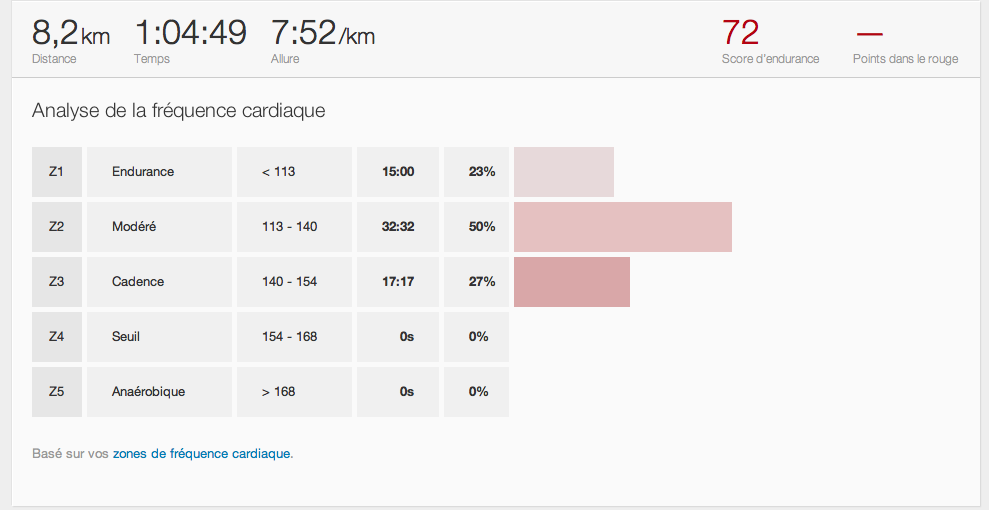 8,2 km 1:04:49 7:52/km 72 —
Distance Temps Allure Score d'endurance Points dans le rouge
Analyse de la fréquence cardiaque
Z1 Endurance < 113 15:00 23%
Z2 Modéré 113 - 140 32:32 50%
Z3 Cadence 140 - 154 17:17 27%
Z4 Seuil 154 - 168 0s 0%
Z5 Anaérobique > 168 0s 0%
Basé sur vos zones de fréquence cardiaque.